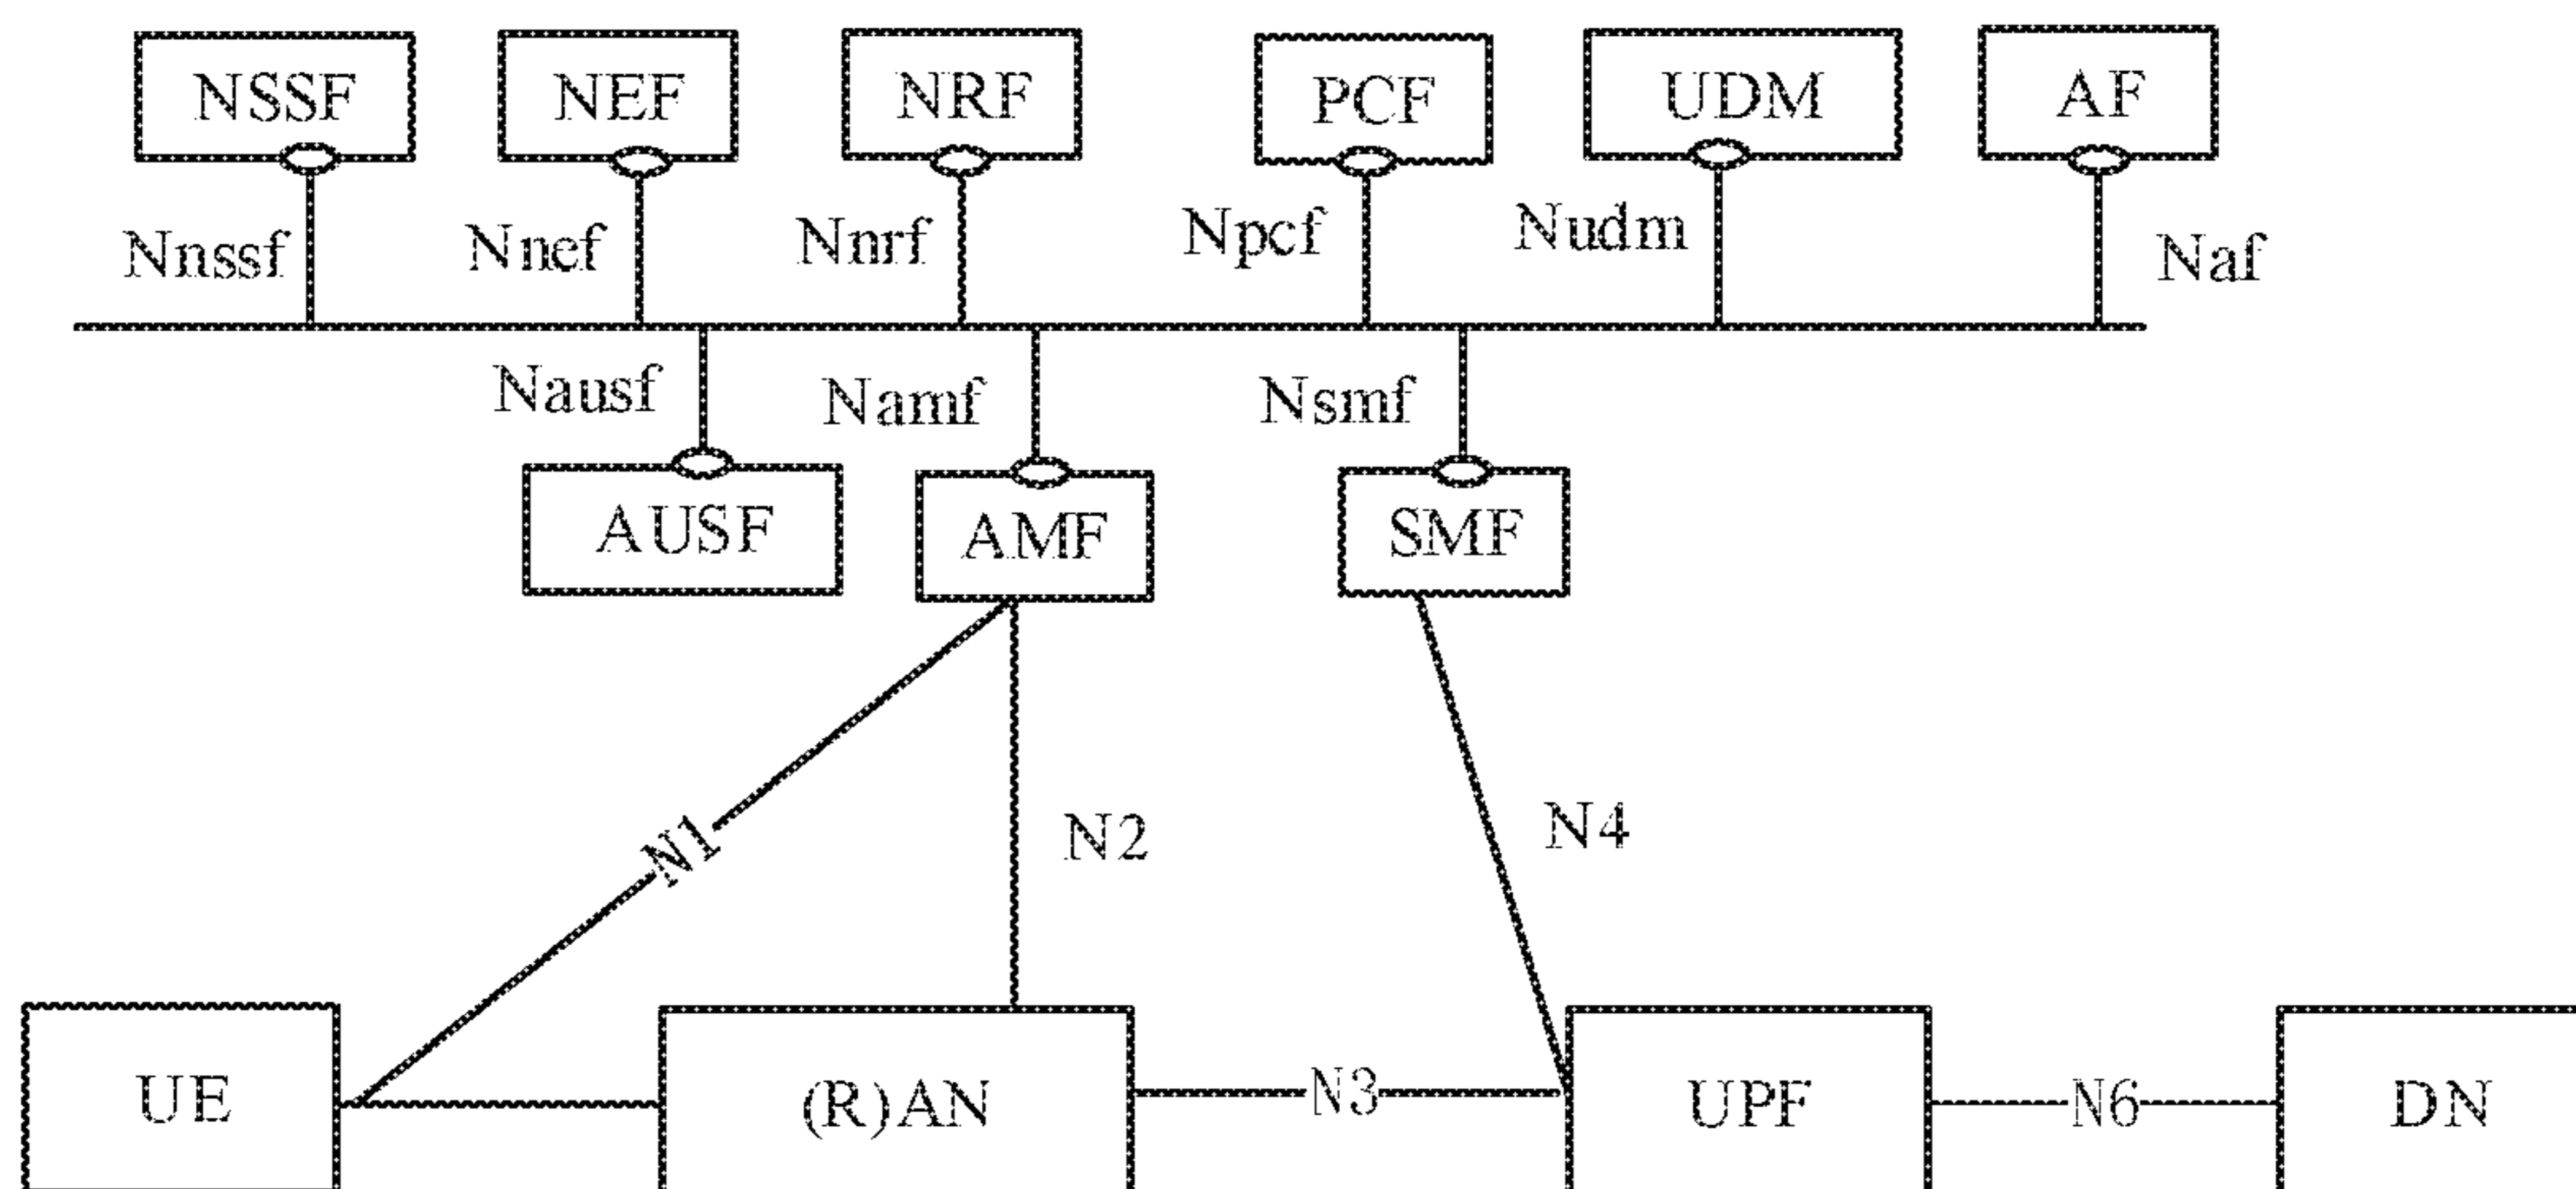 NSSF NEF NRF PCF UDM AF
Nnssf Nnef Nnrf Npcf Nudm Naf
Nausf Namf Nsmf
AUSF AMF SMF
N1 N2 N4
UE (R)AN N3 UPF N6 DN